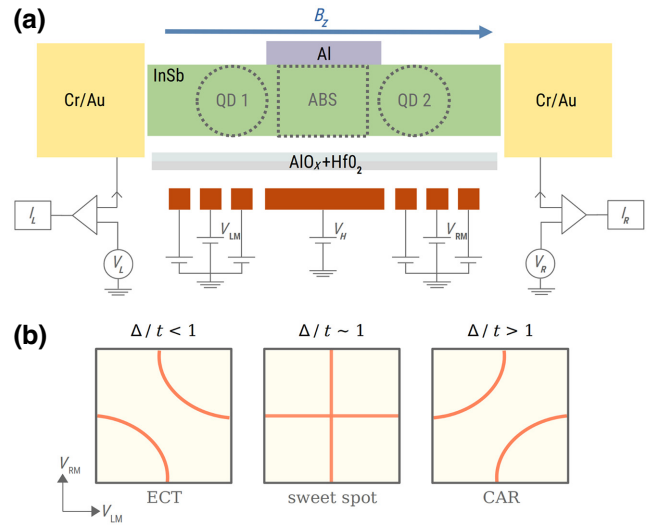 (a)
B_z
Al
InSb
Cr/Au
QD 1
ABS
QD 2
Cr/Au
AlO_X+Hf0_2
I_L
V_L
V_LM
V_H
V_RM
V_R
I_R
(b)
Δ / t < 1
Δ / t ~ 1
Δ / t > 1
V_RM
V_LM
ECT
sweet spot
CAR